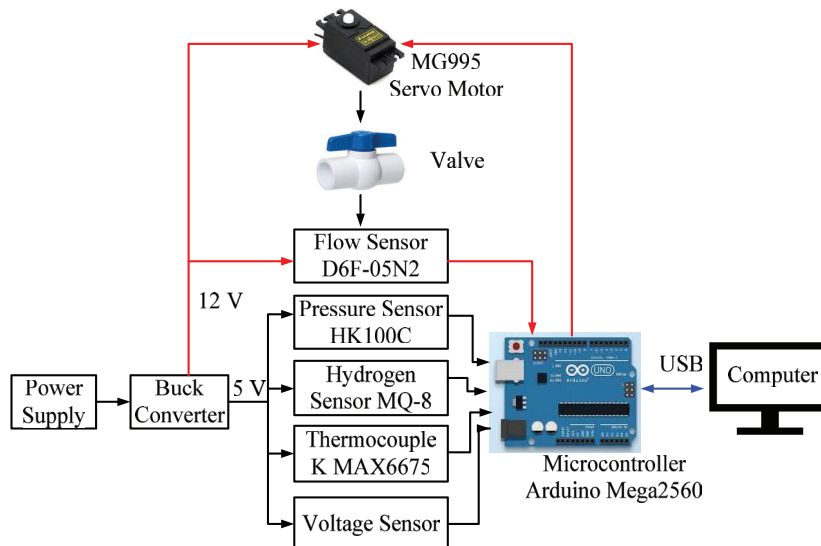 MG995
Servo Motor
Valve
Flow Sensor
D6F-05N2
12 V
Pressure Sensor
HK100C
Power
Supply
Buck
Converter
5 V
Hydrogen
Sensor MQ-8
Thermocouple
K MAX6675
Voltage Sensor
UNO
USB
Computer
Microcontroller
Arduino Mega2560